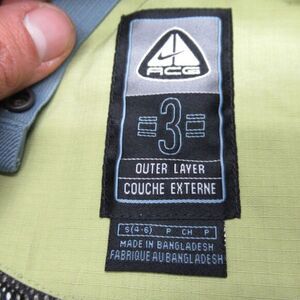 ACG
3
OUTER LAYER
COUCHE EXTERNE
S(4-6) P CH P
MADE IN BANGLADESH
FABRIQUE AU BANGLADESH